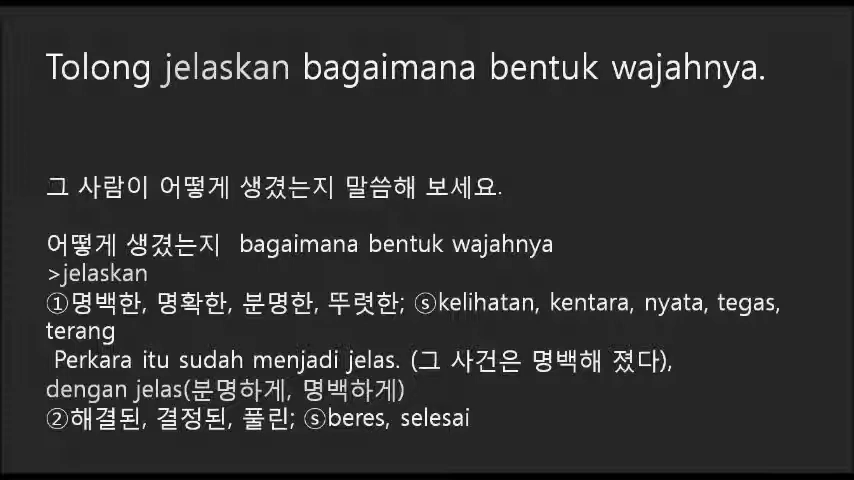 Tolong jelaskan bagaimana bentuk wajahnya.
그 사람이 어떻게 생겼는지 말씀해 보세요.
어떻게 생겼는지 bagaimana bentuk wajahnya
>jelaskan
①명백한, 명확한, 분명한, 뚜렷한; ⓢkelihatan, kentara, nyata, tegas,
terang
Perkara itu sudah menjadi jelas. (그 사건은 명백해 졌다),
dengan jelas(분명하게, 명백하게)
②해결된, 결정된, 풀린; ⓢberes, selesai